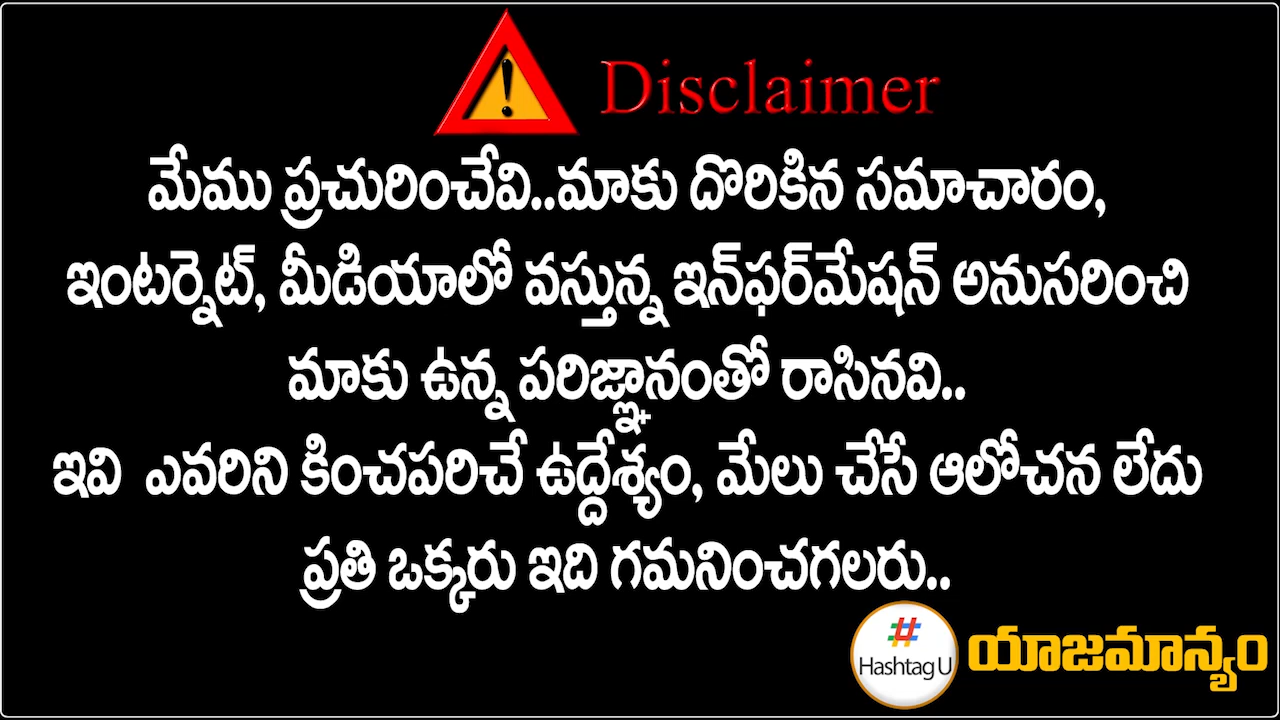 Disclaimer
మేము ప్రచురించేవి..మాకు దొరికిన సమాచారం,
ఇంటర్నెట్, మీడియాలో వస్తున్న ఇన్‌ఫర్‌మేషన్ అనుసరించి
మాకు ఉన్న పరిజ్ఞానంతో రాసినవి..
ఇవి ఎవరిని కించపరిచే ఉద్దేశ్యం, మేలు చేసే ఆలోచన లేదు
ప్రతి ఒక్కరు ఇది గమనించగలరు..
#
Hashtag U
యాజమాన్యం